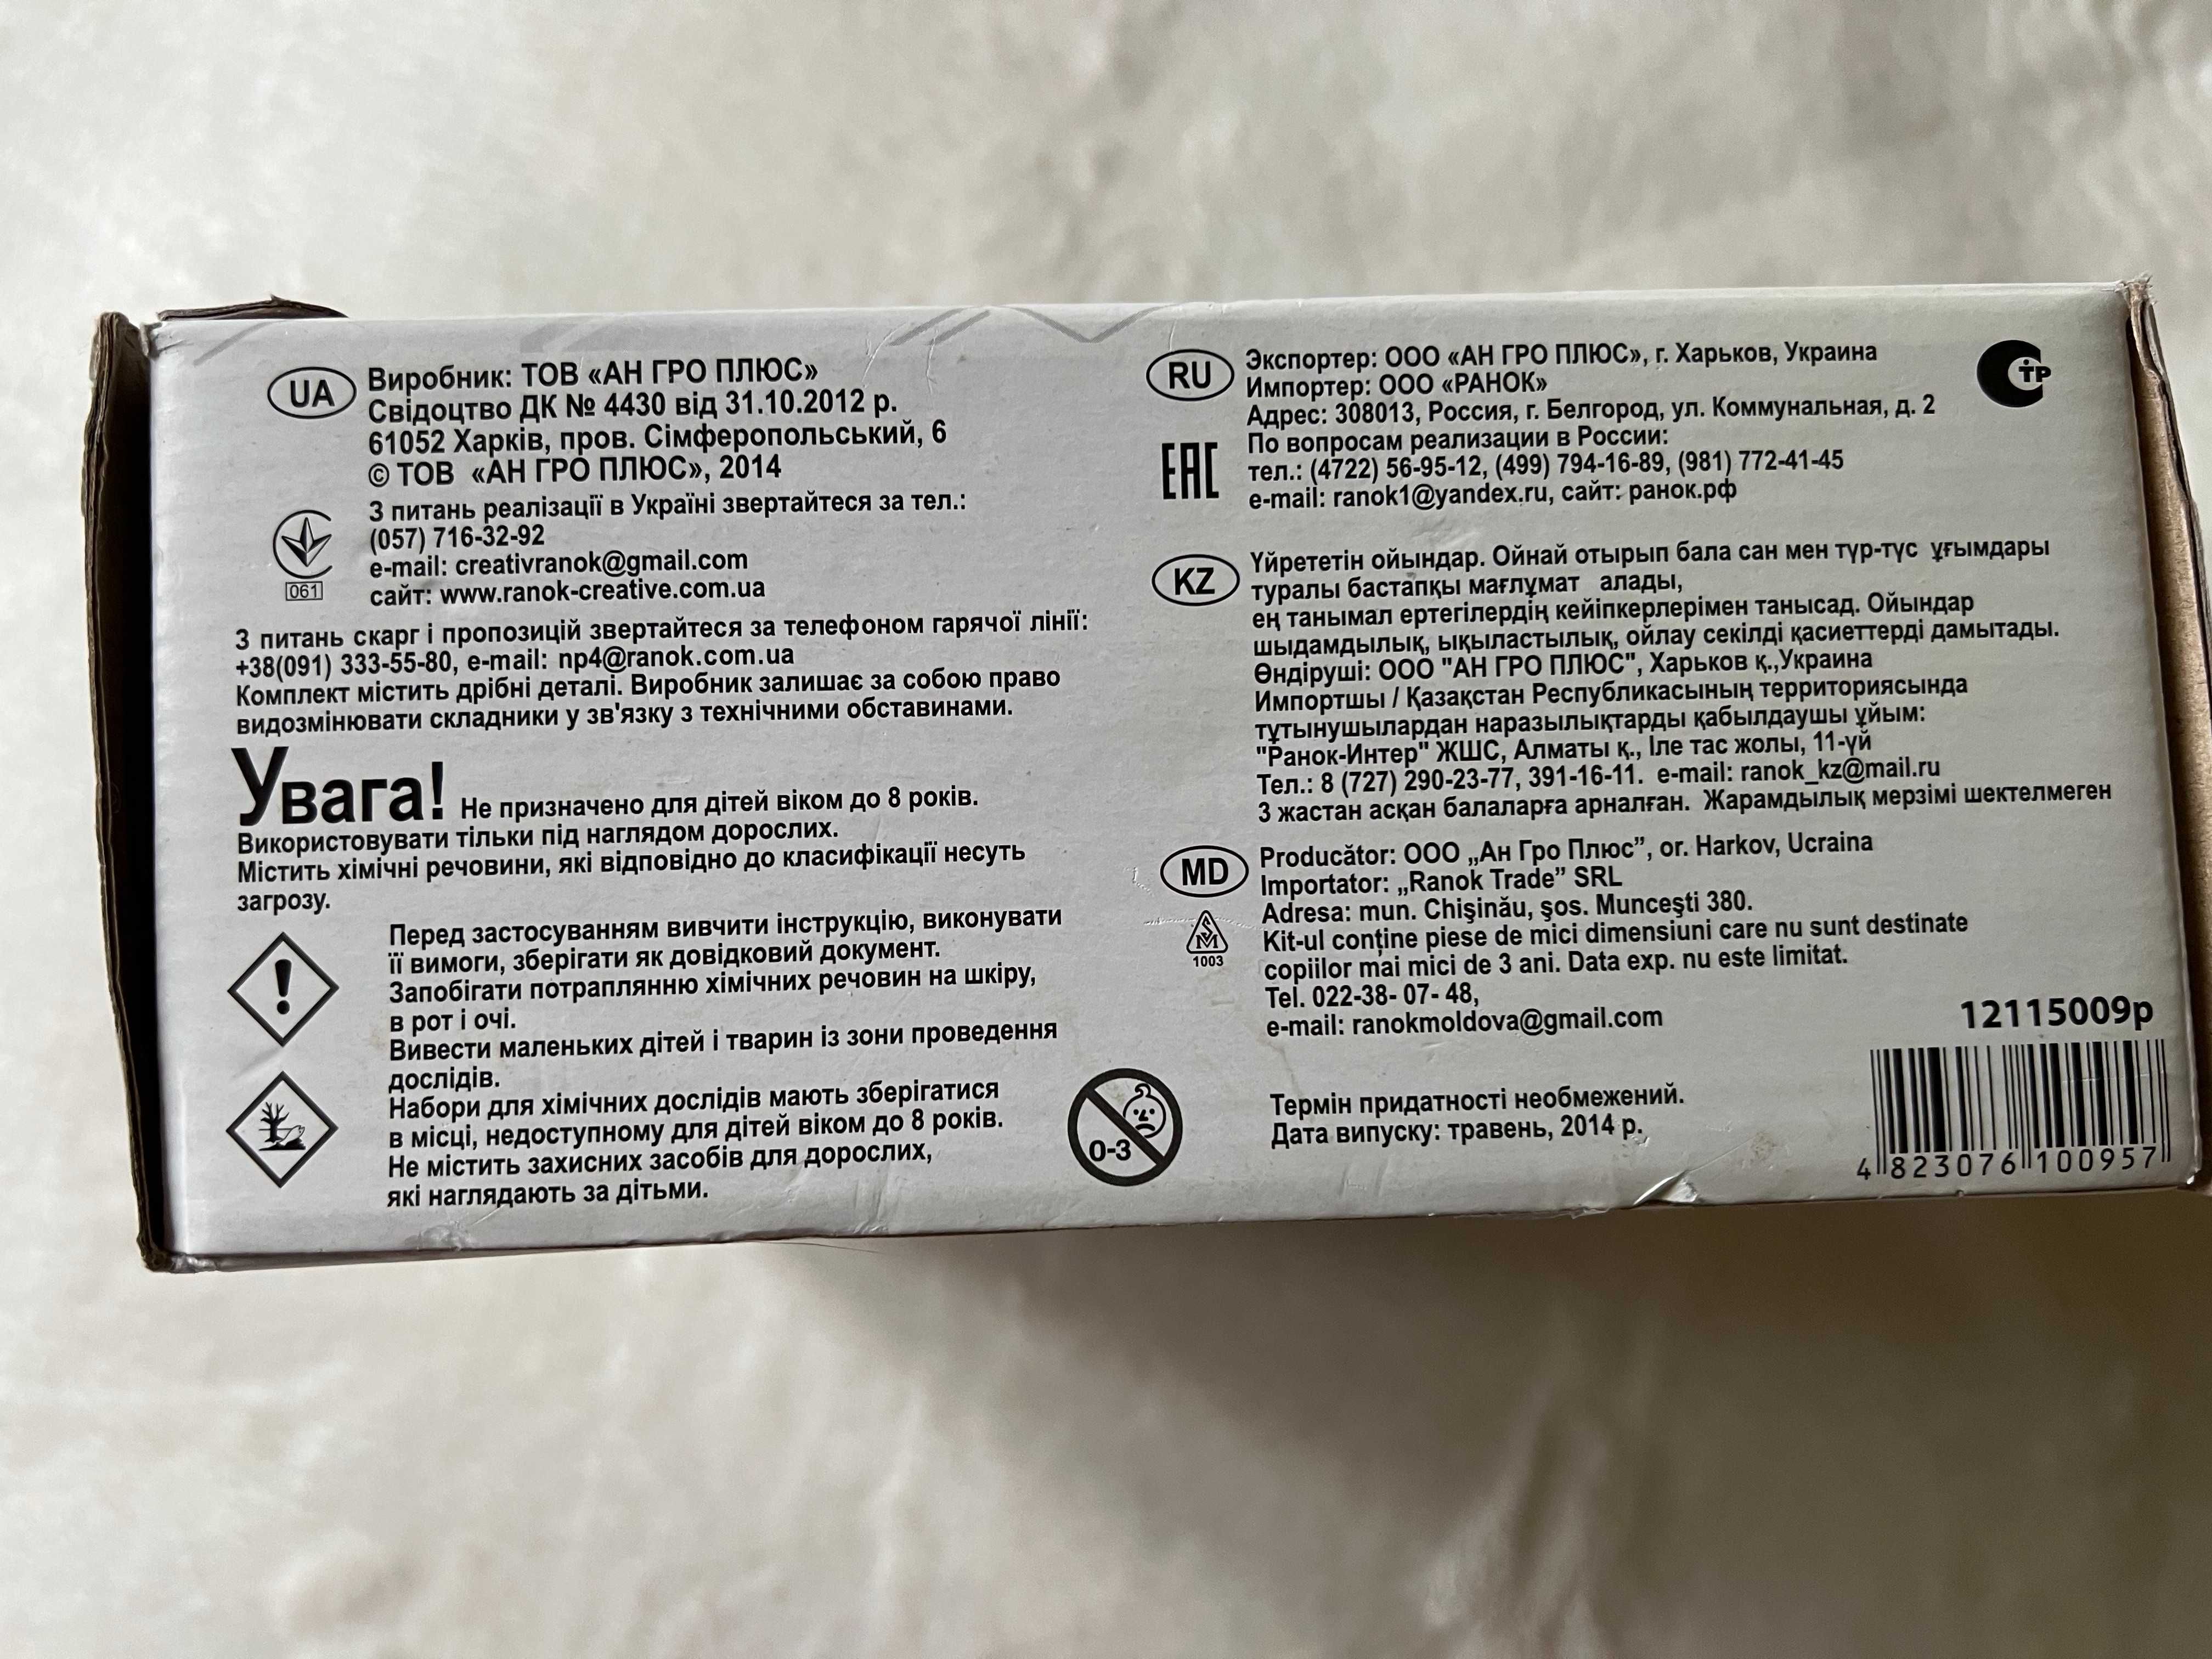 UA
Виробник: ТОВ «АН ГРО ПЛЮС»
Свідоцтво ДК № 4430 від 31.10.2012 р.
61052 Харків, пров. Сімферопольський, 6
© ТОВ «АН ГРО ПЛЮС», 2014
З питань реалізації в Україні звертайтеся за тел.:
(057) 716-32-92
e-mail: creativranok@gmail.com
сайт: www.ranok-creative.com.ua
061
З питань скарг і пропозицій звертайтеся за телефоном гарячої лінії:
+38(091) 333-55-80, e-mail: np4@ranok.com.ua
Комплект містить дрібні деталі. Виробник залишає за собою право
видозмінювати складники у зв'язку з технічними обставинами.
Увага! Не призначено для дітей віком до 8 років.
Використовувати тільки під наглядом дорослих.
Містить хімічні речовини, які відповідно до класифікації несуть
загрозу.
Перед застосуванням вивчити інструкцію, виконувати
її вимоги, зберігати як довідковий документ.
Запобігати потраплянню хімічних речовин на шкіру,
в рот і очі.
Вивести маленьких дітей і тварин із зони проведення
дослідів.
Набори для хімічних дослідів мають зберігатися
в місці, недоступному для дітей віком до 8 років.
Не містить захисних засобів для дорослих,
які наглядають за дітьми.
0-3
RU
Экспортер: ООО «АН ГРО ПЛЮС», г. Харьков, Украина
Импортер: ООО «РАНОК»
Адрес: 308013, Россия, г. Белгород, ул. Коммунальная, д. 2
По вопросам реализации в России:
тел.: (4722) 56-95-12, (499) 794-16-89, (981) 772-41-45
e-mail: ranok1@yandex.ru, сайт: ранок.рф
ЕАС
СТР
KZ
Үйрететін ойындар. Ойнай отырып бала сан мен түр-түс ұғымдары
туралы бастапқы мағлұмат алады,
ең танымал ертегілердің кейіпкерлерімен танысад. Ойындар
шыдамдылық, ықыластылық, ойлау секілді қасиеттерді дамытады.
Өндіруші: ООО "АН ГРО ПЛЮС", Харьков қ.,Украина
Импортшы / Қазақстан Республикасының территориясында
тұтынушылардан наразылықтарды қабылдаушы ұйым:
"Ранок-Интер" ЖШС, Алматы қ., Іле тас жолы, 11-үй
Тел.: 8 (727) 290-23-77, 391-16-11. e-mail: ranok_kz@mail.ru
3 жастан асқан балаларға арналған. Жарамдылық мерзімі шектелмеген
MD
Producător: ООО „Ан Гро Плюс”, or. Harkov, Ucraina
Importator: „Ranok Trade” SRL
Adresa: mun. Chişinău, şos. Munceşti 380.
Kit-ul conţine piese de mici dimensiuni care nu sunt destinate
copiilor mai mici de 3 ani. Data exp. nu este limitat.
Tel. 022-38- 07- 48,
e-mail: ranokmoldova@gmail.com
SM
1003
Термін придатності необмежений.
Дата випуску: травень, 2014 р.
12115009р
4 823076 100957